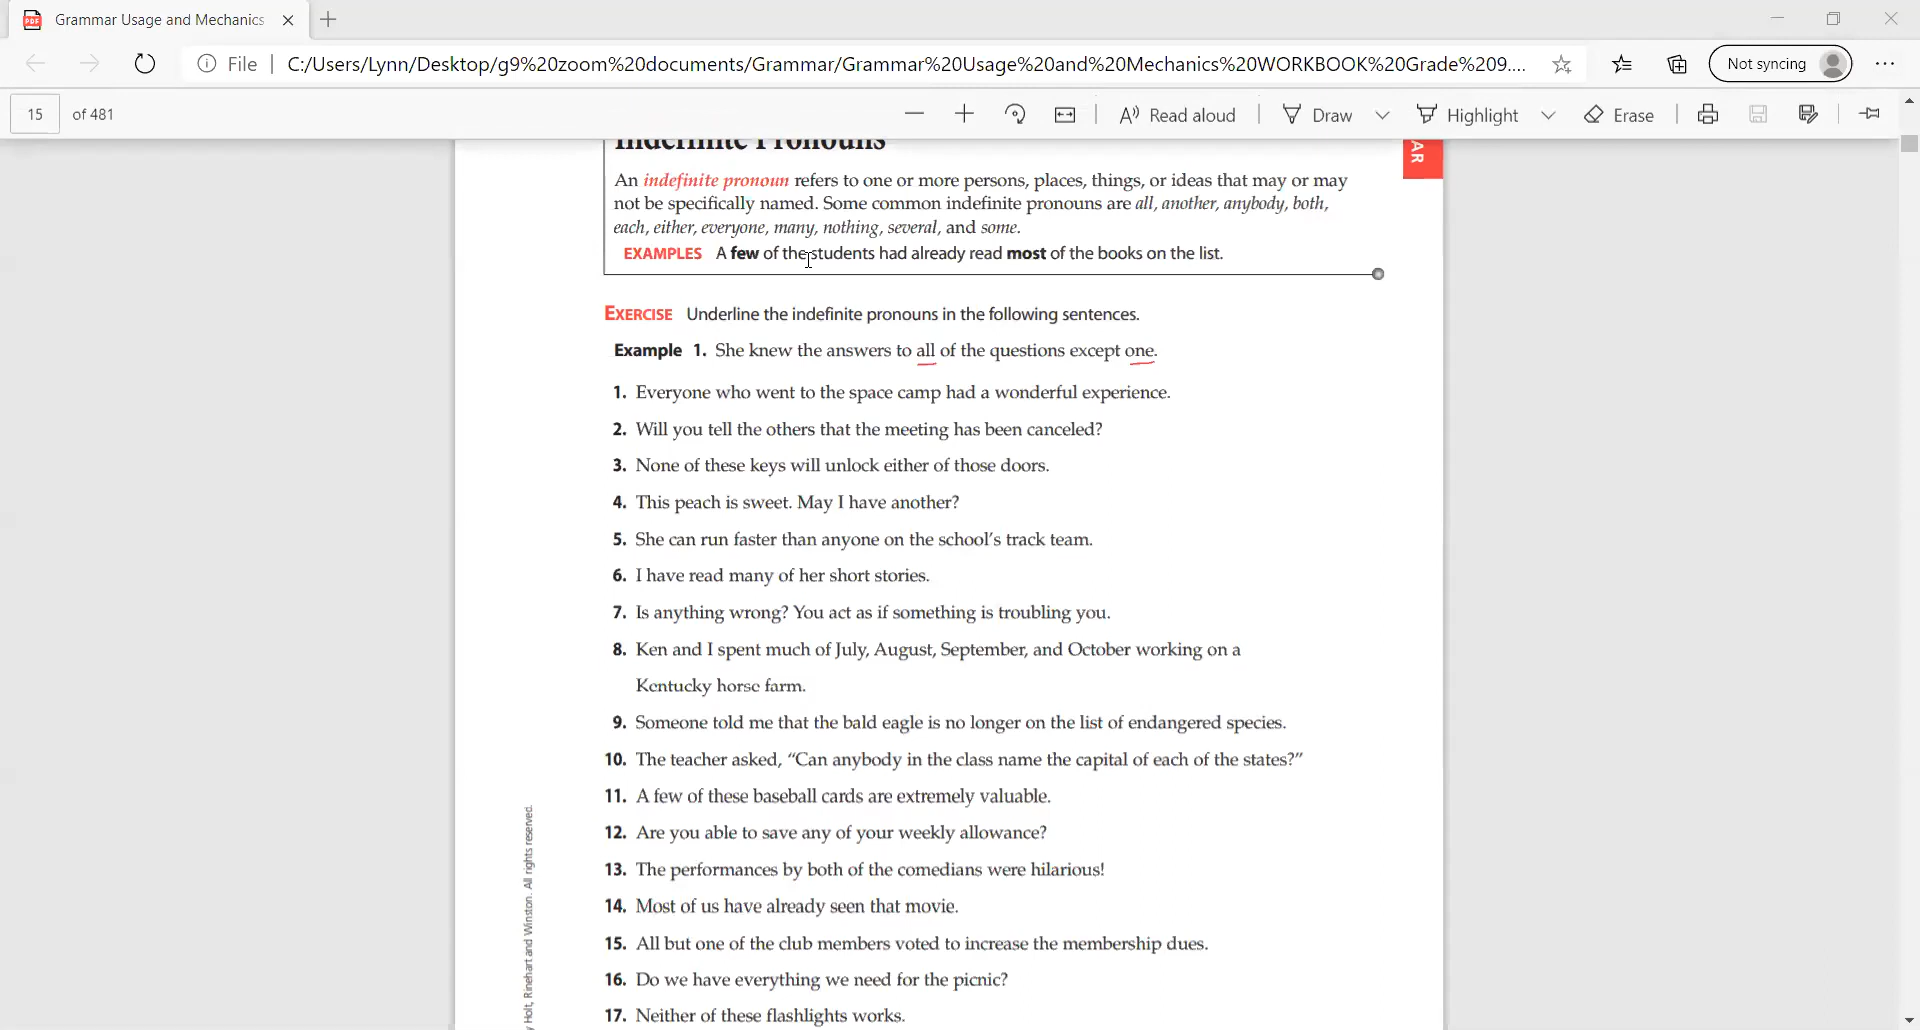 Grammar Usage and Mechanics
File | C:/Users/Lynn/Desktop/g9%20zoom%20documents/Grammar/Grammar%20Usage%20and%20Mechanics%20WORKBOOK%20Grade%209.... Not syncing
15 of 481 Read aloud Draw Highlight Erase
Indefinite Pronouns
AR
An indefinite pronoun refers to one or more persons, places, things, or ideas that may or may
not be specifically named. Some common indefinite pronouns are all, another, anybody, both,
each, either, everyone, many, nothing, several, and some.
EXAMPLES A few of the students had already read most of the books on the list.
EXERCISE Underline the indefinite pronouns in the following sentences.
Example 1. She knew the answers to all of the questions except one.
1. Everyone who went to the space camp had a wonderful experience.
2. Will you tell the others that the meeting has been canceled?
3. None of these keys will unlock either of those doors.
4. This peach is sweet. May I have another?
5. She can run faster than anyone on the school's track team.
6. I have read many of her short stories.
7. Is anything wrong? You act as if something is troubling you.
8. Ken and I spent much of July, August, September, and October working on a
Kentucky horse farm.
9. Someone told me that the bald eagle is no longer on the list of endangered species.
10. The teacher asked, “Can anybody in the class name the capital of each of the states?”
11. A few of these baseball cards are extremely valuable.
12. Are you able to save any of your weekly allowance?
13. The performances by both of the comedians were hilarious!
14. Most of us have already seen that movie.
15. All but one of the club members voted to increase the membership dues.
16. Do we have everything we need for the picnic?
17. Neither of these flashlights works.
y Holt, Rinehart and Winston. All rights reserved.